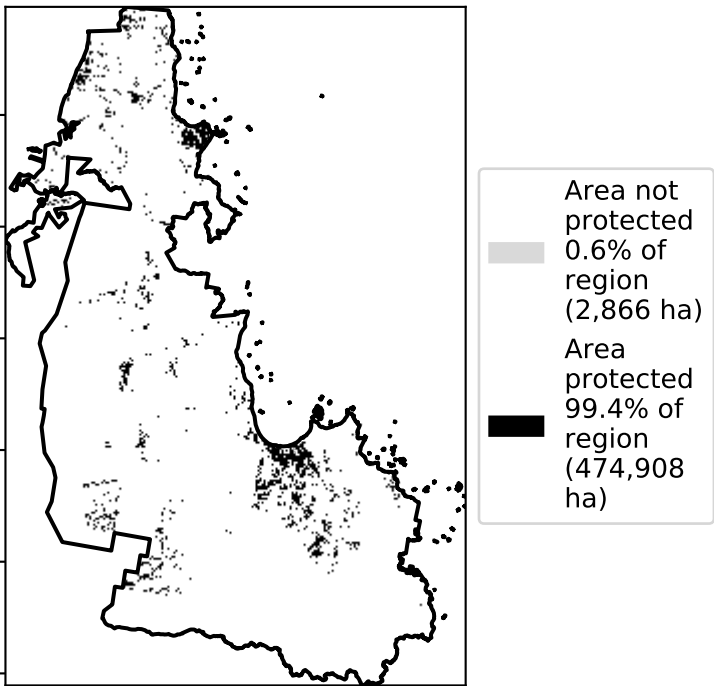 Area not
protected
0.6% of
region
(2,866 ha)
Area
protected
99.4% of
region
(474,908
ha)